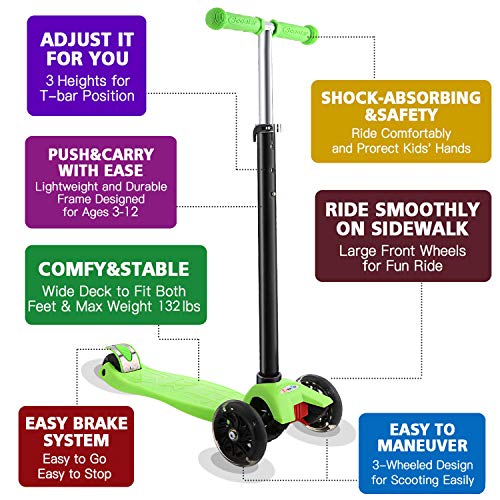 ADJUST IT
FOR YOU
3 Heights for
T-bar Position
SHOCK-ABSORBING
&SAFETY
Ride Comfortably
and Prorect Kids' Hands
PUSH&CARRY
WITH EASE
Lightweight and Durable
Frame Designed
for Ages 3-12
RIDE SMOOTHLY
ON SIDEWALK
Large Front Wheels
for Fun Ride
COMFY&STABLE
Wide Deck to Fit Both
Feet & Max Weight 132lbs
EASY BRAKE
SYSTEM
Easy to Go
Easy to Stop
EASY TO
MANEUVER
3-Wheeled Design
for Scooting Easily